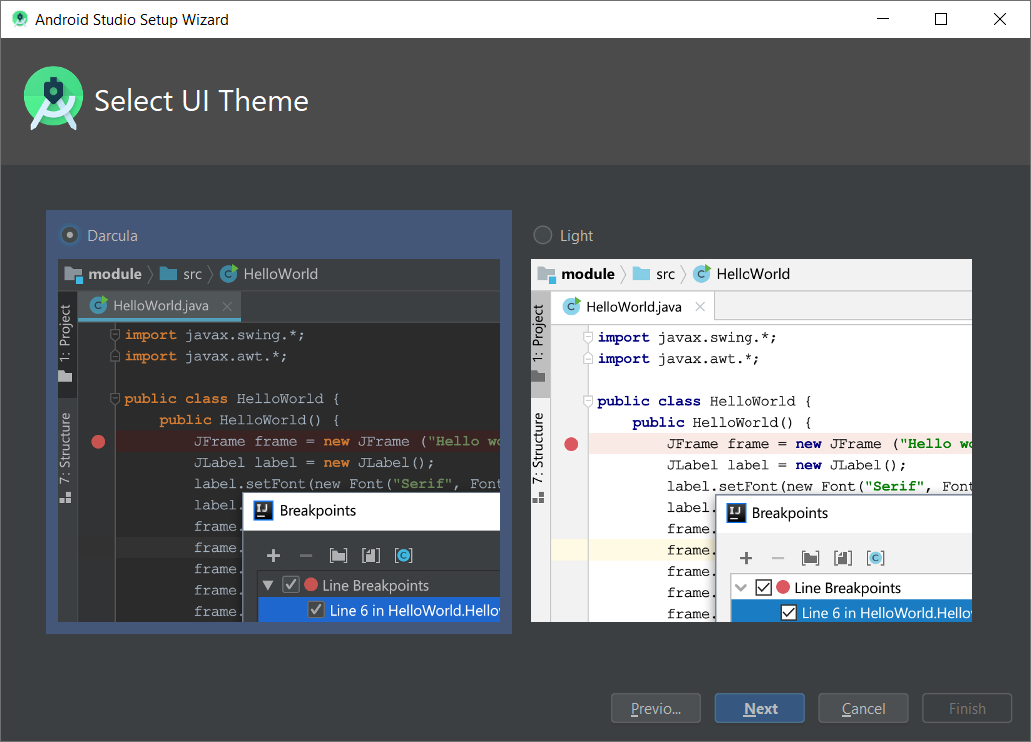 Android Studio Setup Wizard
Select UI Theme
Darcula
module src HelloWorld
HelloWorld.java
1: Project
7: Structure
import javax.swing.*;
import javax.awt.*;
public class HelloWorld {
public HelloWorld() {
JFrame frame = new JFrame ("Hello wo
JLabel label = new JLabel();
label.setFont(new Font("Serif", Font
label.
frame.
frame.
frame.
frame.
frame.
IJ Breakpoints
Line Breakpoints
Line 6 in HelloWorld.Hello
Light
module src HellcWorld
HelloWorld.java
1: Project
7: Structure
import javax.swing.*;
import javax.awt.*;
public class HelloWorld {
public HelloWorld() {
JFrame frame = new JFrame ("Hello wo
JLabel label = new JLabel();
label.setFont(new Font("Serif", Font
label.
frame.
frame.
frame.
frame.
frame.
IJ Breakpoints
Line Breakpoints
Line 6 in HelloWorld.Hello
Previo... Next Cancel Finish